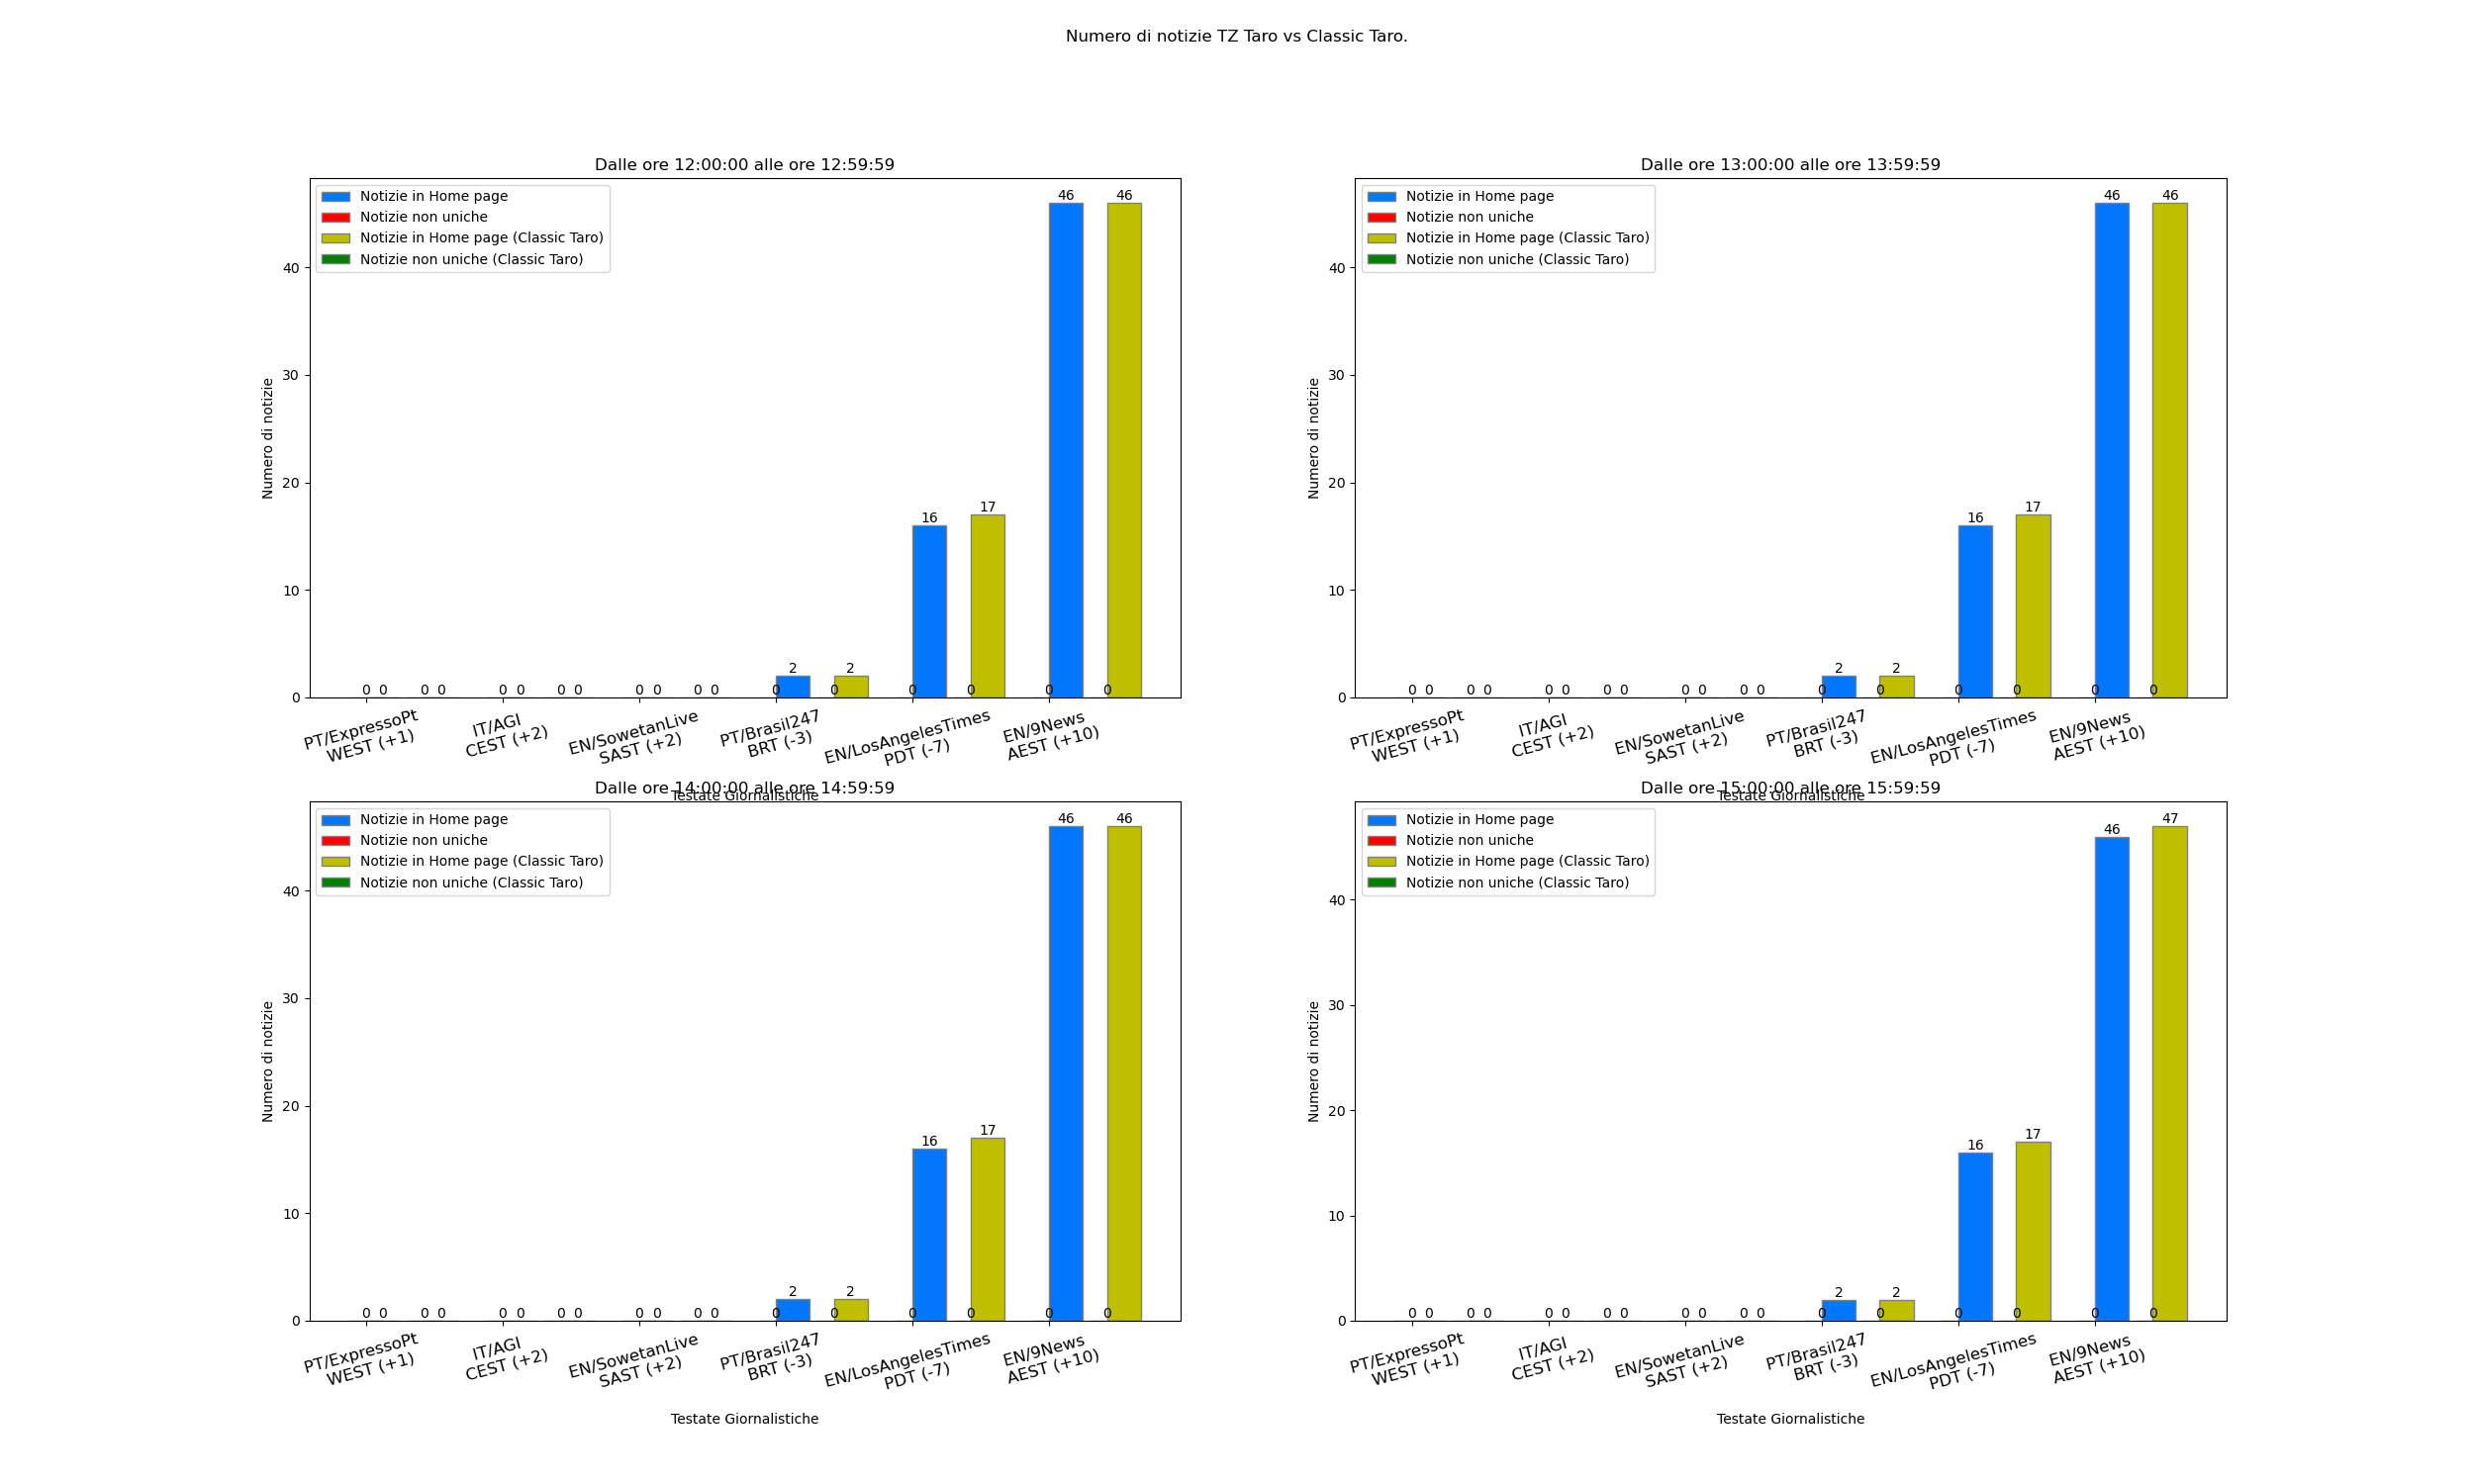 Numero di notizie TZ Taro vs Classic Taro.
Dalle ore 12:00:00 alle ore 12:59:59
Notizie in Home page
Notizie non uniche
Notizie in Home page (Classic Taro)
Notizie non uniche (Classic Taro)
Numero di notizie
40
30
20
10
0
46 46
16 17
2 2
0 0 0 0 0 0 0 0 0 0 0 0 0 0 0 0 0 0
PT/ExpressoPt
WEST (+1)
IT/AGI
CEST (+2)
EN/SowetanLive
SAST (+2)
PT/Brasil247
BRT (-3)
EN/LosAngelesTimes
PDT (-7)
EN/9News
AEST (+10)
Testate Giornalistiche
Dalle ore 13:00:00 alle ore 13:59:59
Notizie in Home page
Notizie non uniche
Notizie in Home page (Classic Taro)
Notizie non uniche (Classic Taro)
Numero di notizie
40
30
20
10
0
46 46
16 17
2 2
0 0 0 0 0 0 0 0 0 0 0 0 0 0 0 0 0 0
PT/ExpressoPt
WEST (+1)
IT/AGI
CEST (+2)
EN/SowetanLive
SAST (+2)
PT/Brasil247
BRT (-3)
EN/LosAngelesTimes
PDT (-7)
EN/9News
AEST (+10)
Testate Giornalistiche
Dalle ore 14:00:00 alle ore 14:59:59
Notizie in Home page
Notizie non uniche
Notizie in Home page (Classic Taro)
Notizie non uniche (Classic Taro)
Numero di notizie
40
30
20
10
0
46 46
16 17
2 2
0 0 0 0 0 0 0 0 0 0 0 0 0 0 0 0 0 0
PT/ExpressoPt
WEST (+1)
IT/AGI
CEST (+2)
EN/SowetanLive
SAST (+2)
PT/Brasil247
BRT (-3)
EN/LosAngelesTimes
PDT (-7)
EN/9News
AEST (+10)
Testate Giornalistiche
Dalle ore 15:00:00 alle ore 15:59:59
Notizie in Home page
Notizie non uniche
Notizie in Home page (Classic Taro)
Notizie non uniche (Classic Taro)
Numero di notizie
40
30
20
10
0
46 47
16 17
2 2
0 0 0 0 0 0 0 0 0 0 0 0 0 0 0 0 0 0
PT/ExpressoPt
WEST (+1)
IT/AGI
CEST (+2)
EN/SowetanLive
SAST (+2)
PT/Brasil247
BRT (-3)
EN/LosAngelesTimes
PDT (-7)
EN/9News
AEST (+10)
Testate Giornalistiche